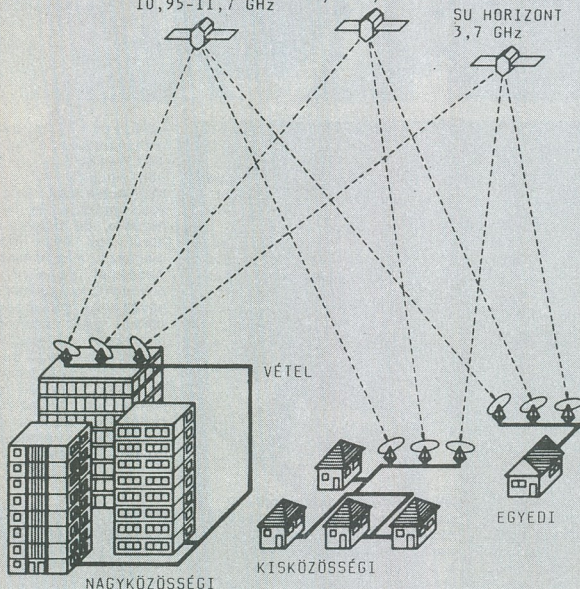 10,95-11,7 GHz
SU HORIZONT
3,7 GHz
VÉTEL
EGYEDI
KISKÖZÖSSÉGI
NAGYKÖZÖSSÉGI